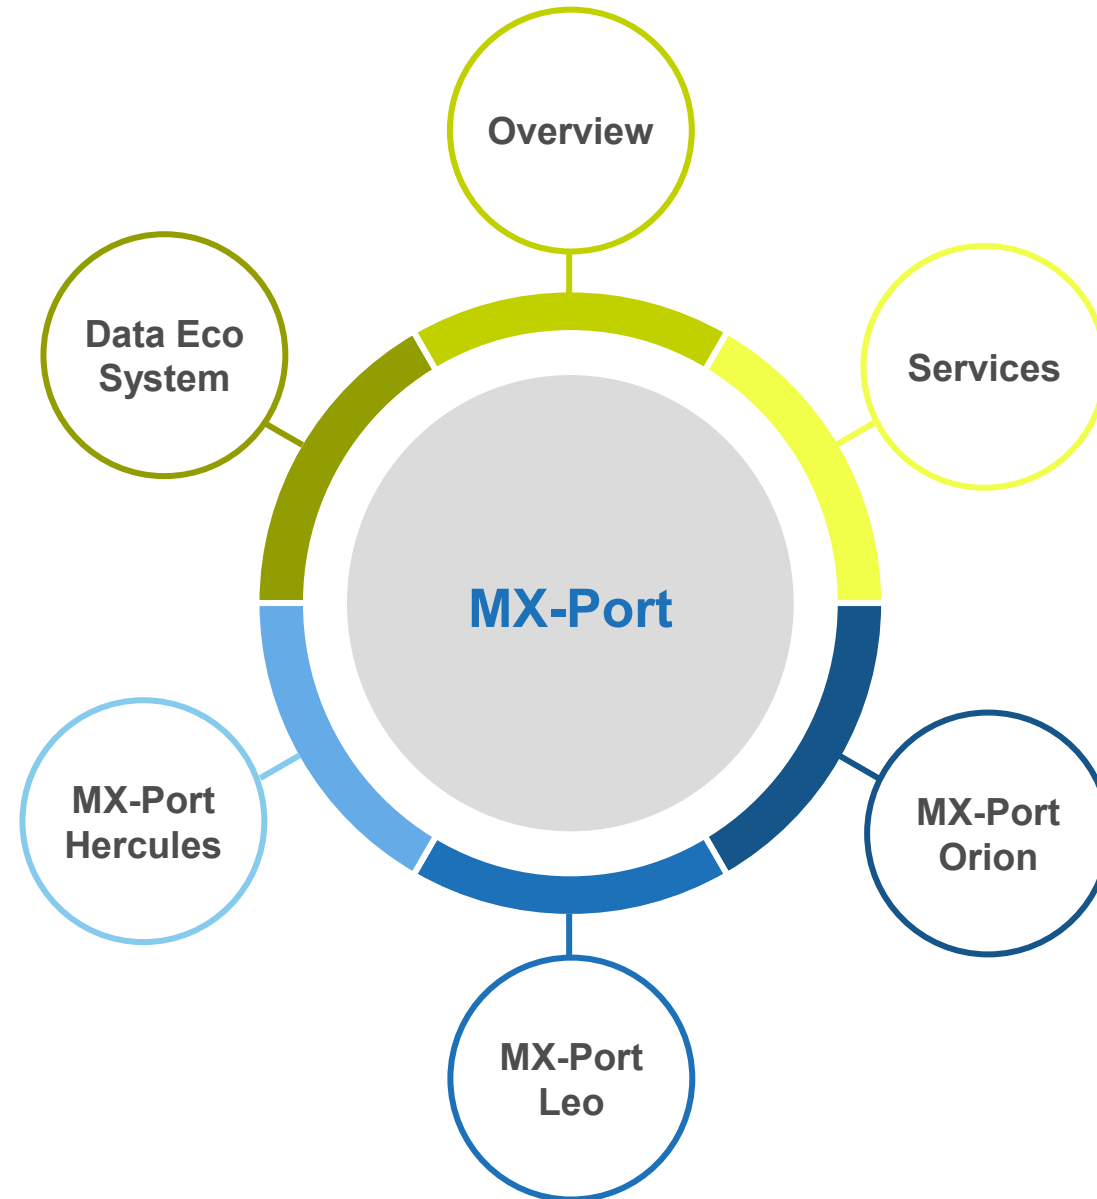 Overview
Data Eco
System
Services
MX-Port
MX-Port
Hercules
MX-Port
Orion
MX-Port
Leo